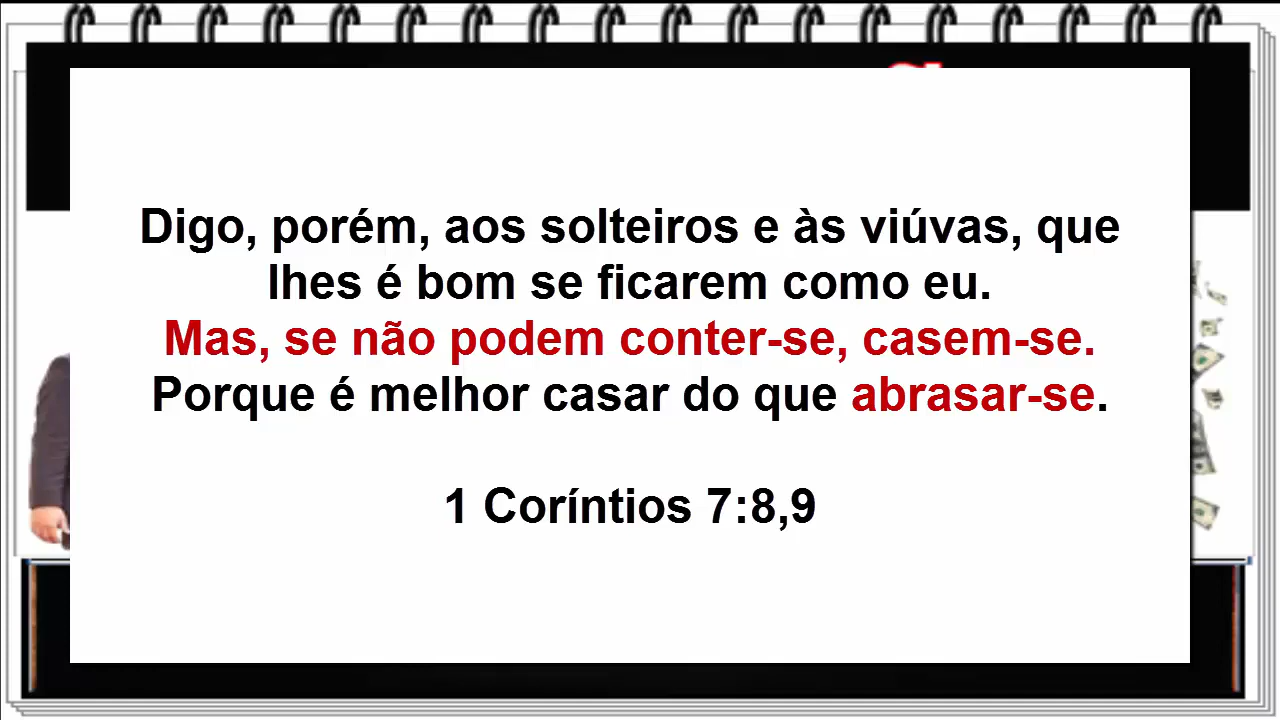 Digo, porém, aos solteiros e às viúvas, que
lhes é bom se ficarem como eu.
Mas, se não podem conter-se, casem-se.
Porque é melhor casar do que abrasar-se.
1 Coríntios 7:8,9